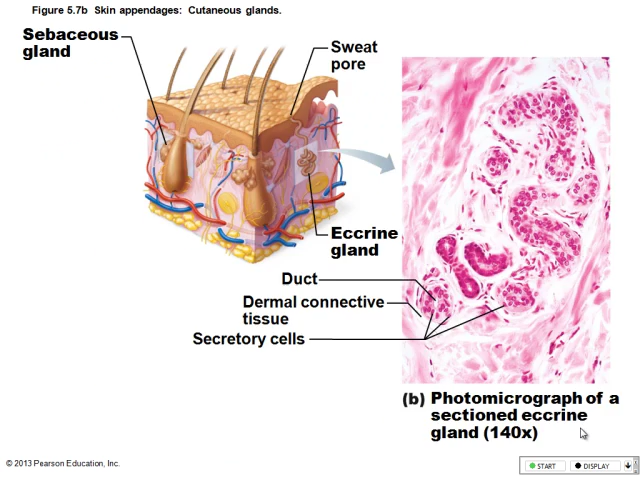 Figure 5.7b  Skin appendages:  Cutaneous glands.
Sebaceous
gland
Sweat
pore
Eccrine
gland
Duct
Dermal connective
tissue
Secretory cells
(b) Photomicrograph of a
sectioned eccrine
gland (140x)
© 2013 Pearson Education, Inc.
START
DISPLAY